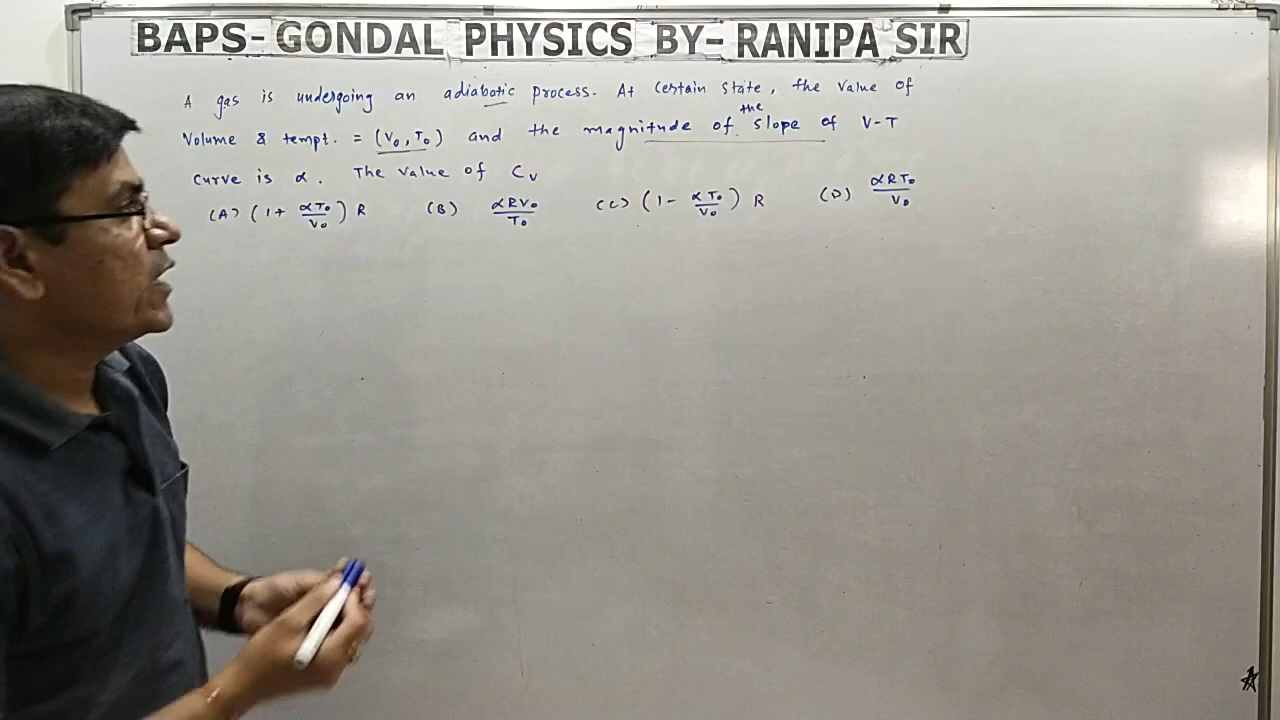 BAPS- GONDAL PHYSICS BY- RANIPA SIR
A gas is undergoing an adiabatic process. At certain state, the value of
Volume & tempt. = (V₀, T₀) and the magnitude of the slope of V-T
curve is α. The value of Cᵥ
(A) (1+ αT₀/V₀) R (B) αRV₀/T₀ (C) (1- αT₀/V₀) R (D) αRT₀/V₀